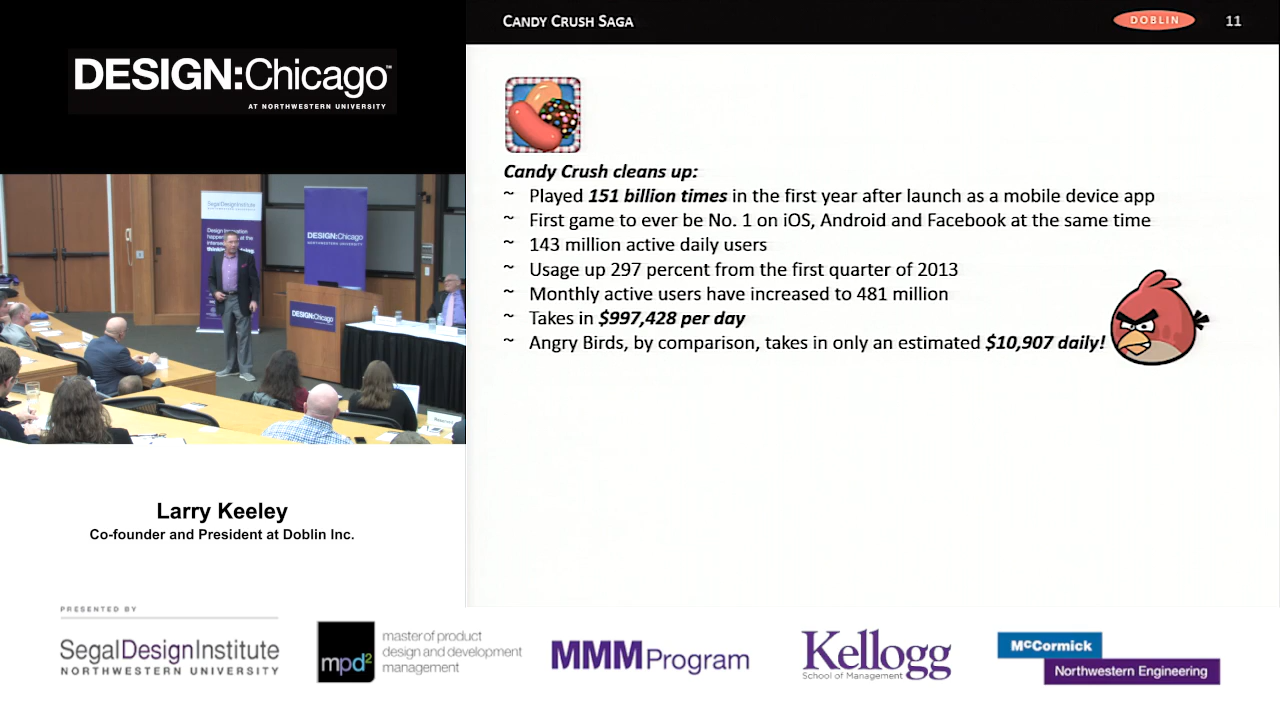 DESIGN:Chicago™
AT NORTHWESTERN UNIVERSITY
CANDY CRUSH SAGA
DOBLIN
11
Candy Crush cleans up:
~ Played 151 billion times in the first year after launch as a mobile device app
~ First game to ever be No. 1 on iOS, Android and Facebook at the same time
~ 143 million active daily users
~ Usage up 297 percent from the first quarter of 2013
~ Monthly active users have increased to 481 million
~ Takes in $997,428 per day
~ Angry Birds, by comparison, takes in only an estimated $10,907 daily!
SegalDesignInstitute
Design
happen
DESIGN:Chicago
DESIGN:Chicago
Larry Keeley
Co-founder and President at Doblin Inc.
PRESENTED BY
SegalDesignInstitute
NORTHWESTERN UNIVERSITY
mpd²
master of product
design and development
management
MMM Program
Kellogg
School of Management
McCormick
Northwestern Engineering